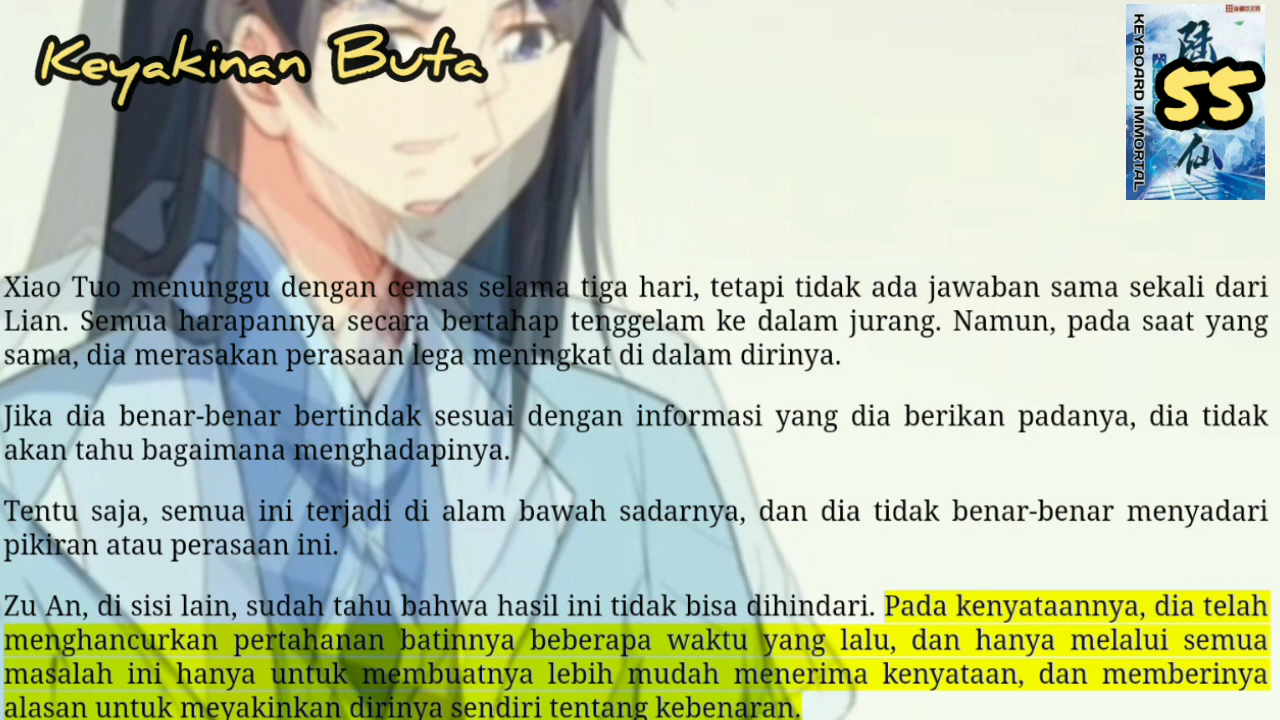 Keyakinan Buta
KEYBOARD IMMORTAL
陆
仙
55
Xiao Tuo menunggu dengan cemas selama tiga hari, tetapi tidak ada jawaban sama sekali dari
Lian. Semua harapannya secara bertahap tenggelam ke dalam jurang. Namun, pada saat yang
sama, dia merasakan perasaan lega meningkat di dalam dirinya.
Jika dia benar-benar bertindak sesuai dengan informasi yang dia berikan padanya, dia tidak
akan tahu bagaimana menghadapinya.
Tentu saja, semua ini terjadi di alam bawah sadarnya, dan dia tidak benar-benar menyadari
pikiran atau perasaan ini.
Zu An, di sisi lain, sudah tahu bahwa hasil ini tidak bisa dihindari. Pada kenyataannya, dia telah
menghancurkan pertahanan batinnya beberapa waktu yang lalu, dan hanya melalui semua
masalah ini hanya untuk membuatnya lebih mudah menerima kenyataan, dan memberinya
alasan untuk meyakinkan dirinya sendiri tentang kebenaran.